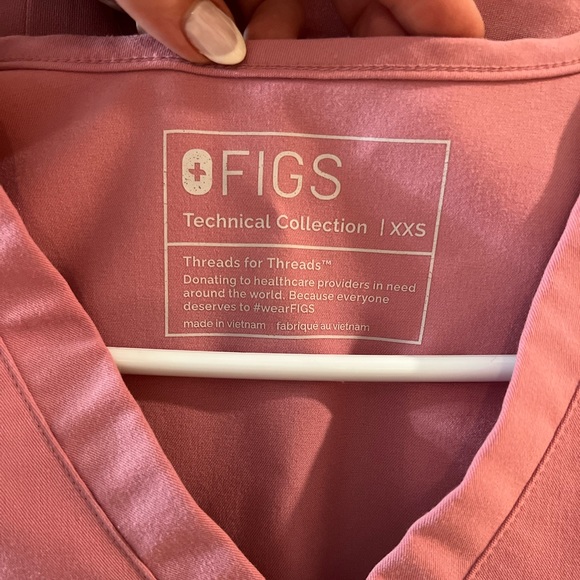 FIGS
Technical Collection | XXS
Threads for Threads™
Donating to healthcare providers in need
around the world. Because everyone
deserves to #wearFIGS
made in vietnam fabriqué au vietnam